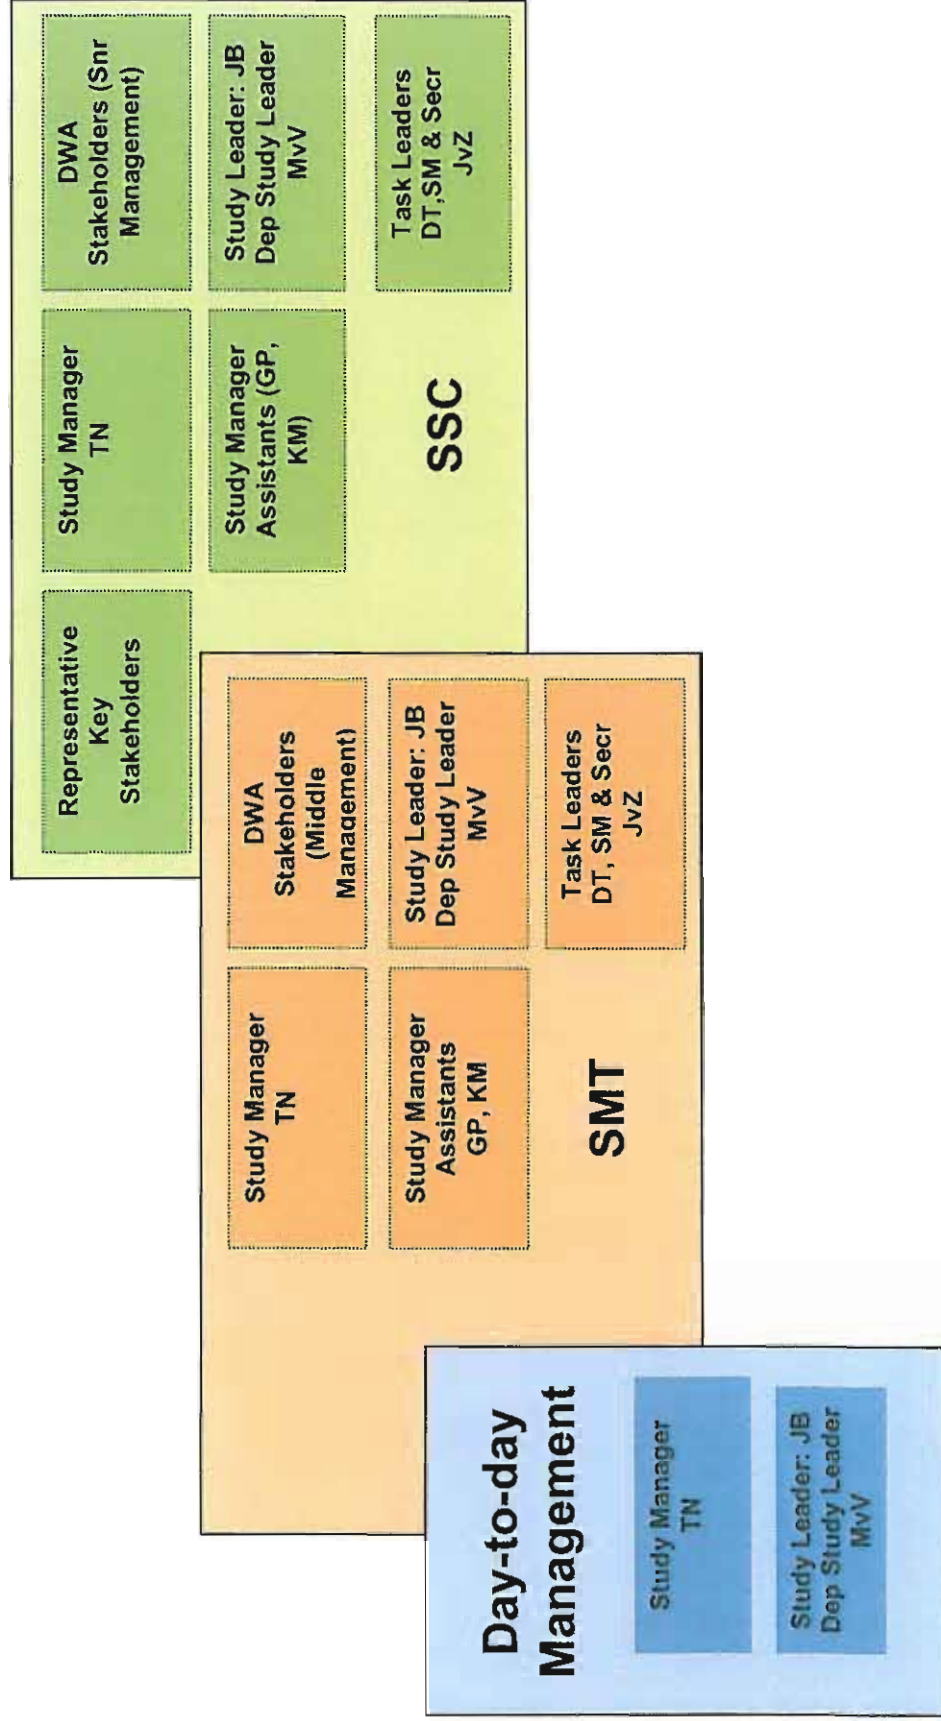 Representative
Key
Stakeholders
Study Manager
TN
DWA
Stakeholders (Snr
Management)
Study Manager
Assistants (GP,
KM)
Study Leader: JB
Dep Study Leader
MvV
SSC
Task Leaders
DT,SM & Secr
JvZ
Study Manager
TN
DWA
Stakeholders
(Middle
Management)
Study Manager
Assistants
GP, KM
Study Leader: JB
Dep Study Leader
MvV
SMT
Task Leaders
DT, SM & Secr
JvZ
Day-to-day
Management
Study Manager
TN
Study Leader: JB
Dep Study Leader
MvV